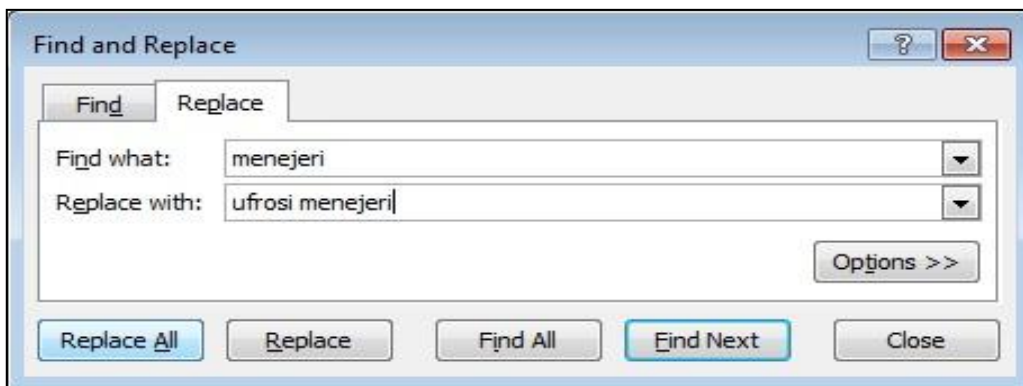 Find and Replace
Find Replace
Find what: menejeri
Replace with: ufrosi menejeri
Options >>
Replace All Replace Find All Find Next Close